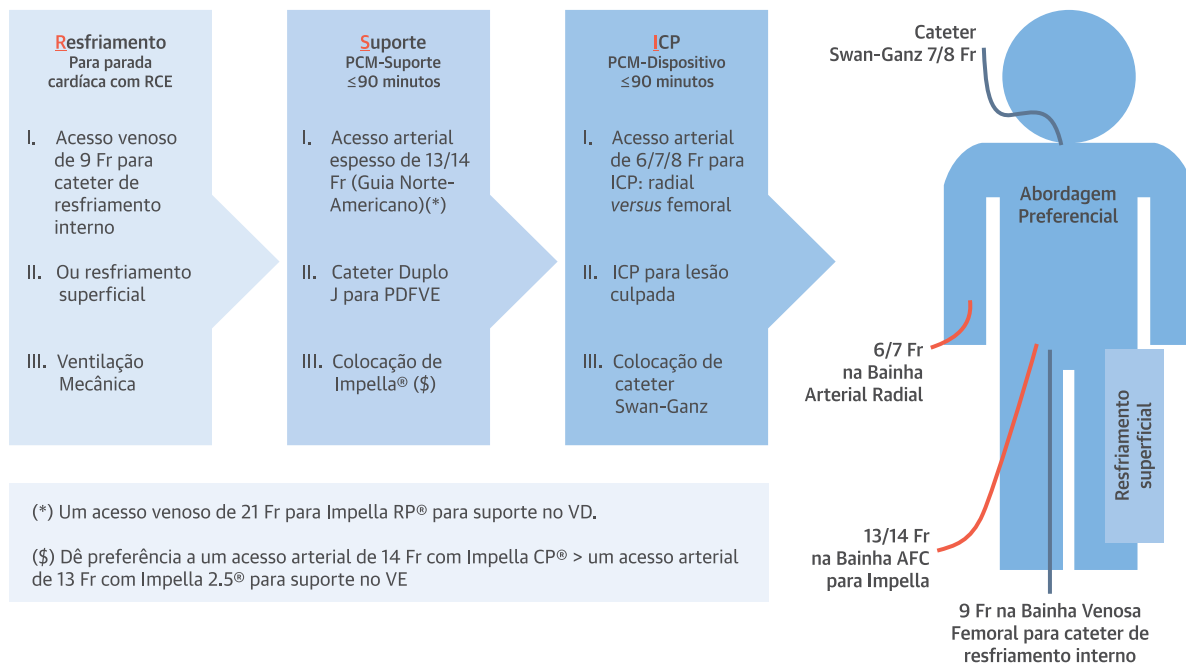 Resfriamento
Para parada
cardíaca com RCE
I. Acesso venoso
de 9 Fr para
cateter de
resfriamento
interno
II. Ou resfriamento
superficial
III. Ventilação
Mecânica
Suporte
PCM-Suporte
≤90 minutos
I. Acesso arterial
espesso de 13/14
Fr (Guia Norte-
Americano)(*)
II. Cateter Duplo
J para PDFVE
III. Colocação de
Impella® ($)
ICP
PCM-Dispositivo
≤90 minutos
I. Acesso arterial
de 6/7/8 Fr para
ICP: radial
versus femoral
II. ICP para lesão
culpada
III. Colocação de
cateter
Swan-Ganz
Cateter
Swan-Ganz 7/8 Fr
Abordagem
Preferencial
6/7 Fr
na Bainha
Arterial Radial
Resfriamento
superficial
13/14 Fr
na Bainha AFC
para Impella
9 Fr na Bainha Venosa
Femoral para cateter de
resfriamento interno
(*) Um acesso venoso de 21 Fr para Impella RP® para suporte no VD.
($) Dê preferência a um acesso arterial de 14 Fr com Impella CP® > um acesso arterial
de 13 Fr com Impella 2.5® para suporte no VE